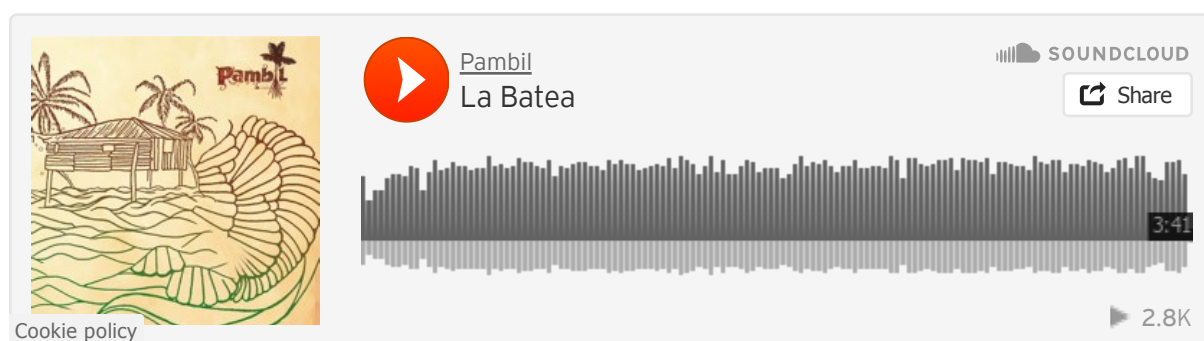 Pambil
Pambil
La Batea
SOUNDCLOUD
Share
3:41
2.8K
Cookie policy